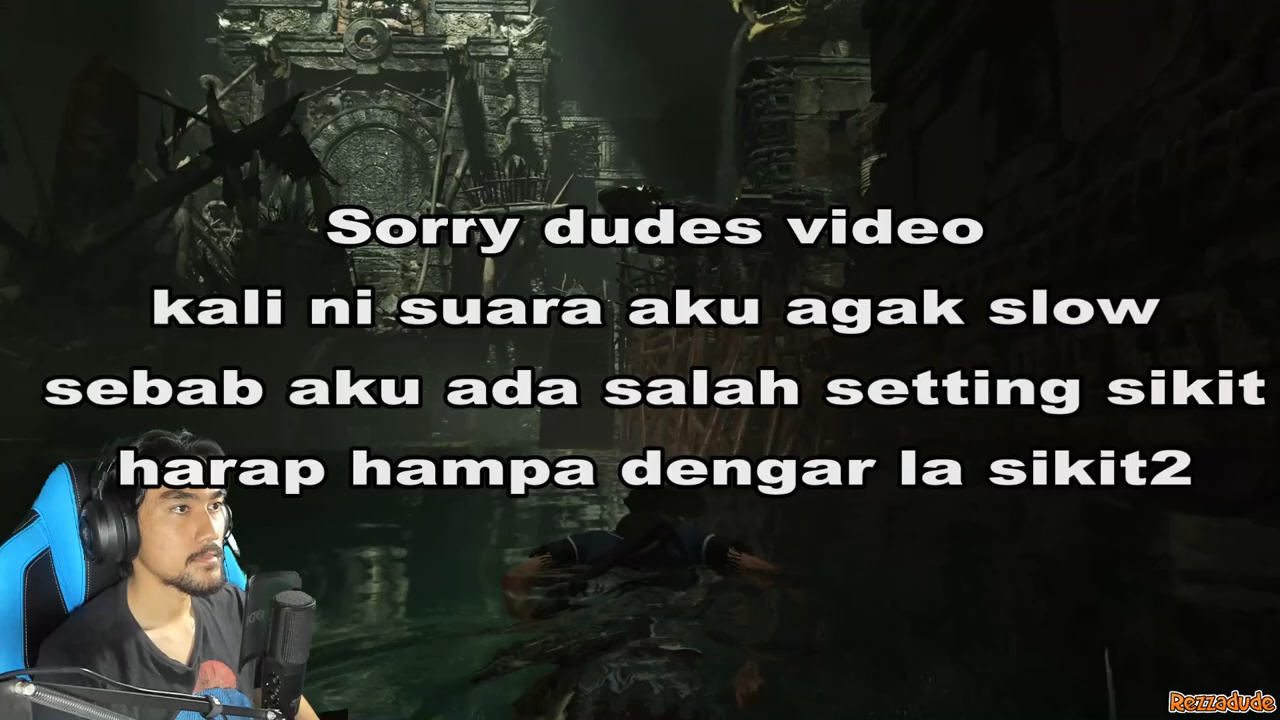 Sorry dudes video
kali ni suara aku agak slow
sebab aku ada salah setting sikit
harap hampa dengar la sikit2
Rezzadude